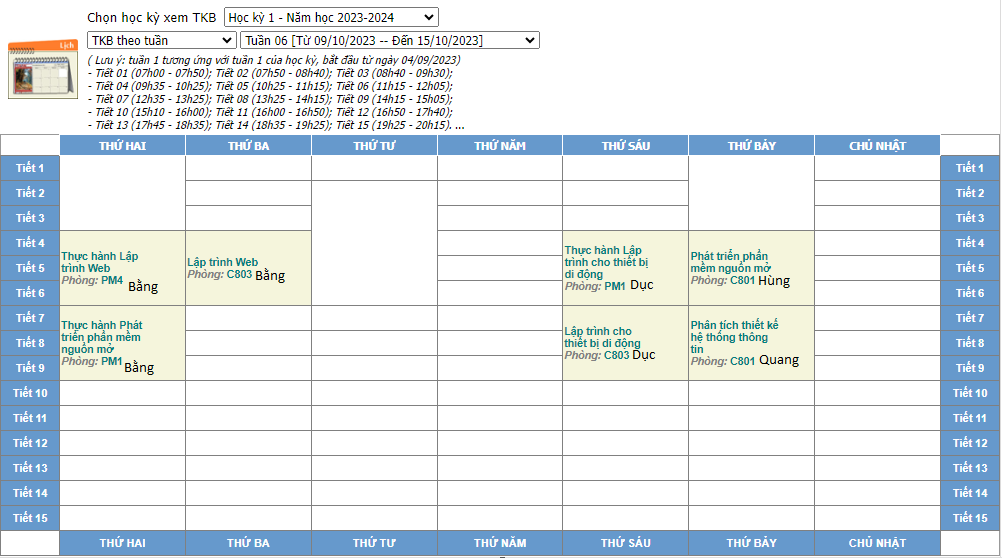 Chọn học kỳ xem TKB Học kỳ 1 - Năm học 2023-2024
Lịch
TKB theo tuần Tuần 06 [Từ 09/10/2023 -- Đến 15/10/2023]
( Lưu ý: tuần 1 tương ứng với tuần 1 của học kỳ, bắt đầu từ ngày 04/09/2023)
- Tiết 01 (07h00 - 07h50); Tiết 02 (07h50 - 08h40); Tiết 03 (08h40 - 09h30);
- Tiết 04 (09h35 - 10h25); Tiết 05 (10h25 - 11h15); Tiết 06 (11h15 - 12h05);
- Tiết 07 (12h35 - 13h25); Tiết 08 (13h25 - 14h15); Tiết 09 (14h15 - 15h05);
- Tiết 10 (15h10 - 16h00); Tiết 11 (16h00 - 16h50); Tiết 12 (16h50 - 17h40);
- Tiết 13 (17h45 - 18h35); Tiết 14 (18h35 - 19h25); Tiết 15 (19h25 - 20h15). ...
THỨ HAI THỨ BA THỨ TƯ THỨ NĂM THỨ SÁU THỨ BẢY CHỦ NHẬT
Tiết 1 Tiết 1
Tiết 2 Tiết 2
Tiết 3 Tiết 3
Tiết 4 Tiết 4
Tiết 5 Tiết 5
Tiết 6 Tiết 6
Thực hành Lập
trình Web
Phòng: PM4 Bằng
Lập trình Web
Phòng: C803 Bằng
Thực hành Lập
trình cho thiết bị
di động
Phòng: PM1 Dục
Phát triển phần
mềm nguồn mở
Phòng: C801 Hùng
Tiết 7 Tiết 7
Tiết 8 Tiết 8
Tiết 9 Tiết 9
Thực hành Phát
triển phần mềm
nguồn mở
Phòng: PM1 Bằng
Lập trình cho
thiết bị di động
Phòng: C803 Dục
Phân tích thiết kế
hệ thống thông
tin
Phòng: C801 Quang
Tiết 10 Tiết 10
Tiết 11 Tiết 11
Tiết 12 Tiết 12
Tiết 13 Tiết 13
Tiết 14 Tiết 14
Tiết 15 Tiết 15
THỨ HAI THỨ BA THỨ TƯ THỨ NĂM THỨ SÁU THỨ BẢY CHỦ NHẬT